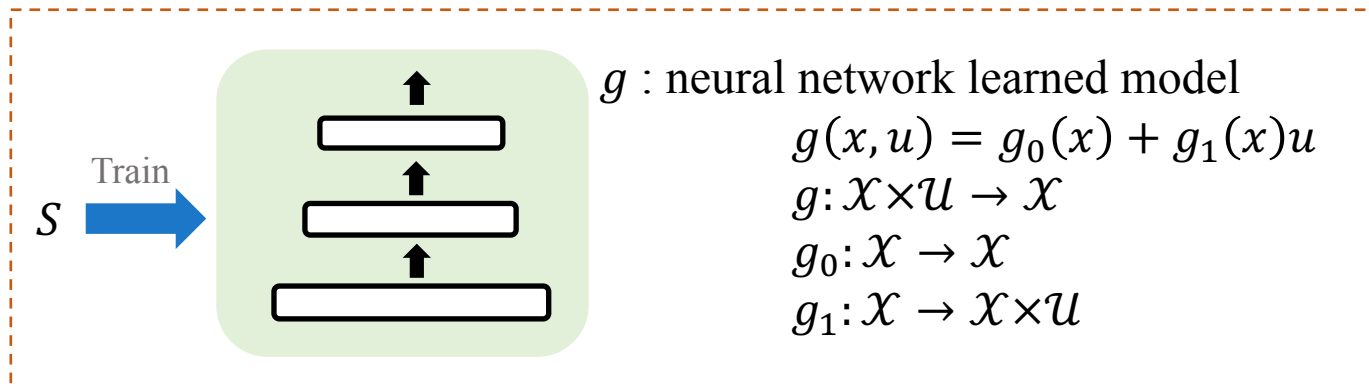 Train
S
g : neural network learned model
g(x, u) = g₀(x) + g₁(x)u
g: 𝒳×𝒰 → 𝒳
g₀: 𝒳 → 𝒳
g₁: 𝒳 → 𝒳×𝒰